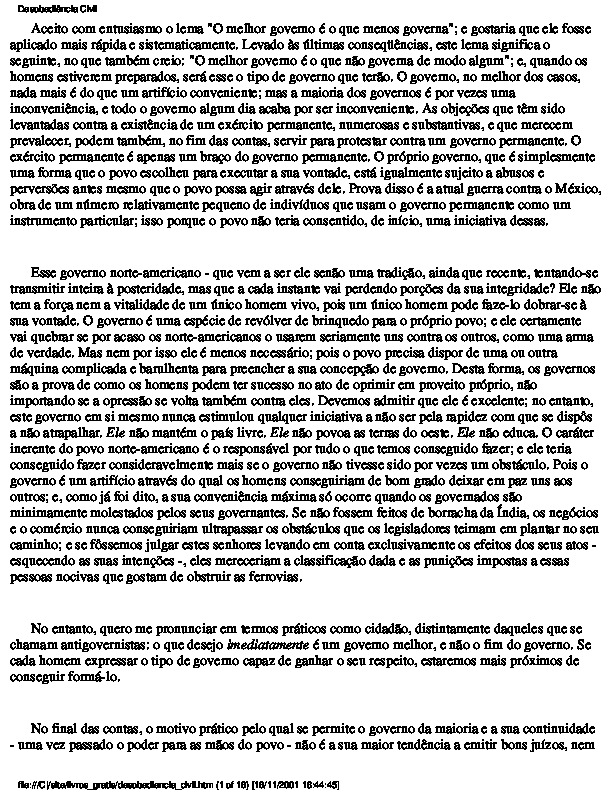 Desobediência Civil
Aceito com entusiasmo o lema "O melhor governo é o que menos governa"; e gostaria que ele fosse
aplicado mais rápida e sistematicamente. Levado às últimas conseqüências, este lema significa o
seguinte, no que também creio: "O melhor governo é o que não governa de modo algum"; e, quando os
homens estiverem preparados, será esse o tipo de governo que terão. O governo, no melhor dos casos,
nada mais é do que um artifício conveniente; mas a maioria dos governos é por vezes uma
inconveniência, e todo o governo algum dia acaba por ser inconveniente. As objeções que têm sido
levantadas contra a existência de um exército permanente, numerosas e substantivas, e que merecem
prevalecer, podem também, no fim das contas, servir para protestar contra um governo permanente. O
exército permanente é apenas um braço do governo permanente. O próprio governo, que é simplesmente
uma forma que o povo escolheu para executar a sua vontade, está igualmente sujeito a abusos e
perversões antes mesmo que o povo possa agir através dele. Prova disso é a atual guerra contra o México,
obra de um número relativamente pequeno de indivíduos que usam o governo permanente como um
instrumento particular; isso porque o povo não teria consentido, de início, uma iniciativa dessas.
Esse governo norte-americano - que vem a ser ele senão uma tradição, ainda que recente, tentando-se
transmitir inteira à posteridade, mas que a cada instante vai perdendo porções da sua integridade? Ele não
tem a força nem a vitalidade de um único homem vivo, pois um único homem pode faze-lo dobrar-se à
sua vontade. O governo é uma espécie de revólver de brinquedo para o próprio povo; e ele certamente
vai quebrar se por acaso os norte-americanos o usarem seriamente uns contra os outros, como uma arma
de verdade. Mas nem por isso ele é menos necessário; pois o povo precisa dispor de uma ou outra
máquina complicada e barulhenta para preencher a sua concepção de governo. Desta forma, os governos
são a prova de como os homens podem ter sucesso no ato de oprimir em proveito próprio, não
importando se a opressão se volta também contra eles. Devemos admitir que ele é excelente; no entanto,
este governo em si mesmo nunca estimulou qualquer iniciativa a não ser pela rapidez com que se dispôs
a não atrapalhar. Ele não mantém o país livre. Ele não povoa as terras do oeste. Ele não educa. O caráter
inerente do povo norte-americano é o responsável por tudo o que temos conseguido fazer; e ele teria
conseguido fazer consideravelmente mais se o governo não tivesse sido por vezes um obstáculo. Pois o
governo é um artifício através do qual os homens conseguiriam de bom grado deixar em paz uns aos
outros; e, como já foi dito, a sua conveniência máxima só ocorre quando os governados são
minimamente molestados pelos seus governantes. Se não fossem feitos de borracha da Índia, os negócios
e o comércio nunca conseguiriam ultrapassar os obstáculos que os legisladores teimam em plantar no seu
caminho; e se fôssemos julgar estes senhores levando em conta exclusivamente os efeitos dos seus atos -
esquecendo as suas intenções -, eles mereceriam a classificação dada e as punições impostas a essas
pessoas nocivas que gostam de obstruir as ferrovias.
No entanto, quero me pronunciar em termos práticos como cidadão, distintamente daqueles que se
chamam antigovernistas: o que desejo imediatamente é um governo melhor, e não o fim do governo. Se
cada homem expressar o tipo de governo capaz de ganhar o seu respeito, estaremos mais próximos de
conseguir formá-lo.
No final das contas, o motivo prático pelo qual se permite o governo da maioria e a sua continuidade
- uma vez passado o poder para as mãos do povo - não é a sua maior tendência a emitir bons juízos, nem
file:///C|/site/livros_gratis/desobediencia_civil.htm (1 of 16) [16/11/2001 16:44:45]